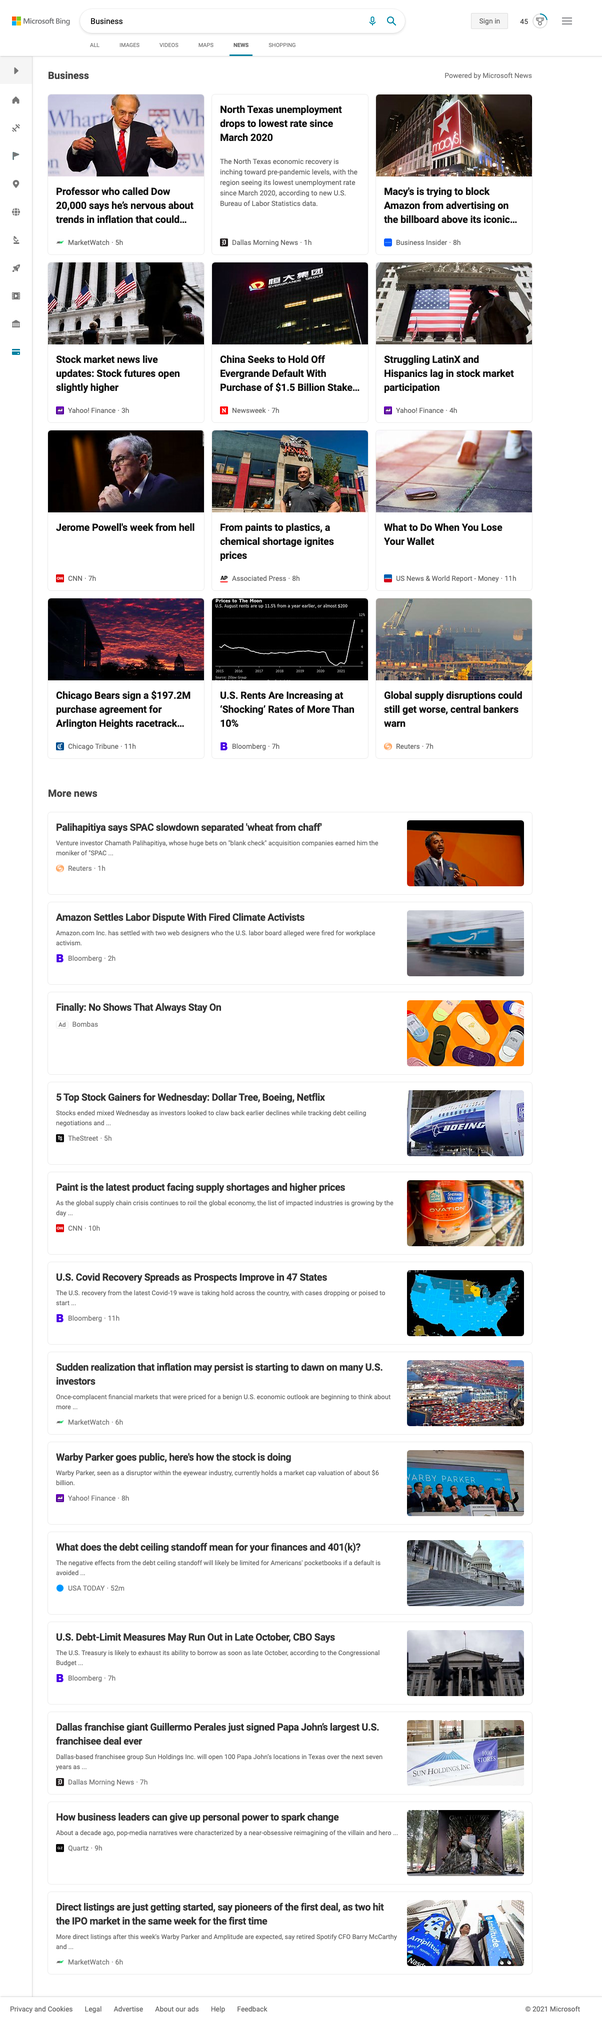 Microsoft Bing
Business
Sign in
45
ALL IMAGES VIDEOS MAPS NEWS SHOPPING
Business
Powered by Microsoft News
Wharton
Wh
Professor who called Dow
20,000 says he's nervous about
trends in inflation that could...
MarketWatch · 5h
North Texas unemployment
drops to lowest rate since
March 2020
The North Texas economic recovery is
inching toward pre-pandemic levels, with the
region seeing its lowest unemployment rate
since March 2020, according to new U.S.
Bureau of Labor Statistics data.
Dallas Morning News · 1h
macy's
Macy's is trying to block
Amazon from advertising on
the billboard above its iconic...
Business Insider · 8h
Stock market news live
updates: Stock futures open
slightly higher
Yahoo! Finance · 3h
恒大集团
China Seeks to Hold Off
Evergrande Default With
Purchase of $1.5 Billion Stake...
Newsweek · 7h
Struggling LatinX and
Hispanics lag in stock market
participation
Yahoo! Finance · 4h
Jerome Powell's week from hell
CNN · 7h
From paints to plastics, a
chemical shortage ignites
prices
AP Associated Press · 8h
What to Do When You Lose
Your Wallet
US News & World Report - Money · 11h
Chicago Bears sign a $197.2M
purchase agreement for
Arlington Heights racetrack...
Chicago Tribune · 11h
Prices to The Moon
U.S. August rents are up 11.5% from a year earlier, or almost $200
2015 2016 2017 2018 2019 2020 2021
U.S. Rents Are Increasing at
'Shocking' Rates of More Than
10%
Bloomberg · 7h
Global supply disruptions could
still get worse, central bankers
warn
Reuters · 7h
More news
Palihapitiya says SPAC slowdown separated 'wheat from chaff'
Venture investor Chamath Palihapitiya, whose huge bets on "blank check" acquisition companies earned him the
moniker of "SPAC ...
Reuters · 1h
Amazon Settles Labor Dispute With Fired Climate Activists
Amazon.com Inc. has settled with two web designers who the U.S. labor board alleged were fired for workplace
activism.
Bloomberg · 2h
Finally: No Shows That Always Stay On
Ad Bombas
5 Top Stock Gainers for Wednesday: Dollar Tree, Boeing, Netflix
Stocks ended mixed Wednesday as investors looked to claw back earlier declines while tracking debt ceiling
negotiations and ...
TheStreet · 5h
BOEING
Paint is the latest product facing supply shortages and higher prices
As the global supply chain crisis continues to roil the global economy, the list of impacted industries is growing by the
day ...
CNN · 10h
OVATION
U.S. Covid Recovery Spreads as Prospects Improve in 47 States
The U.S. recovery from the latest Covid-19 wave is taking hold across the country, with cases dropping or poised to
start ...
Bloomberg · 11h
Sudden realization that inflation may persist is starting to dawn on many U.S.
investors
Once-complacent financial markets that were priced for a benign U.S. economic outlook are beginning to think about
more ...
MarketWatch · 6h
Warby Parker goes public, here's how the stock is doing
Warby Parker, seen as a disruptor within the eyewear industry, currently holds a market cap valuation of about $6
billion.
Yahoo! Finance · 8h
WARBY PARKER
What does the debt ceiling standoff mean for your finances and 401(k)?
The negative effects from the debt ceiling standoff will likely be limited for Americans' pocketbooks if a default is
avoided ...
USA TODAY · 52m
U.S. Debt-Limit Measures May Run Out in Late October, CBO Says
The U.S. Treasury is likely to exhaust its ability to borrow as soon as late October, according to the Congressional
Budget ...
Bloomberg · 7h
Dallas franchise giant Guillermo Perales just signed Papa John's largest U.S.
franchisee deal ever
Dallas-based franchisee group Sun Holdings Inc. will open 100 Papa John's locations in Texas over the next seven
years as ...
Dallas Morning News · 7h
SUN HOLDINGS, INC.
1000
STORES
How business leaders can give up personal power to spark change
About a decade ago, pop-media narratives were characterized by a near-obsessive reimagining of the villain and hero ...
Quartz · 9h
Direct listings are just getting started, say pioneers of the first deal, as two hit
the IPO market in the same week for the first time
More direct listings after this week's Warby Parker and Amplitude are expected, say retired Spotify CFO Barry McCarthy
and ...
MarketWatch · 6h
Amplitude
Privacy and Cookies Legal Advertise About our ads Help Feedback
© 2021 Microsoft